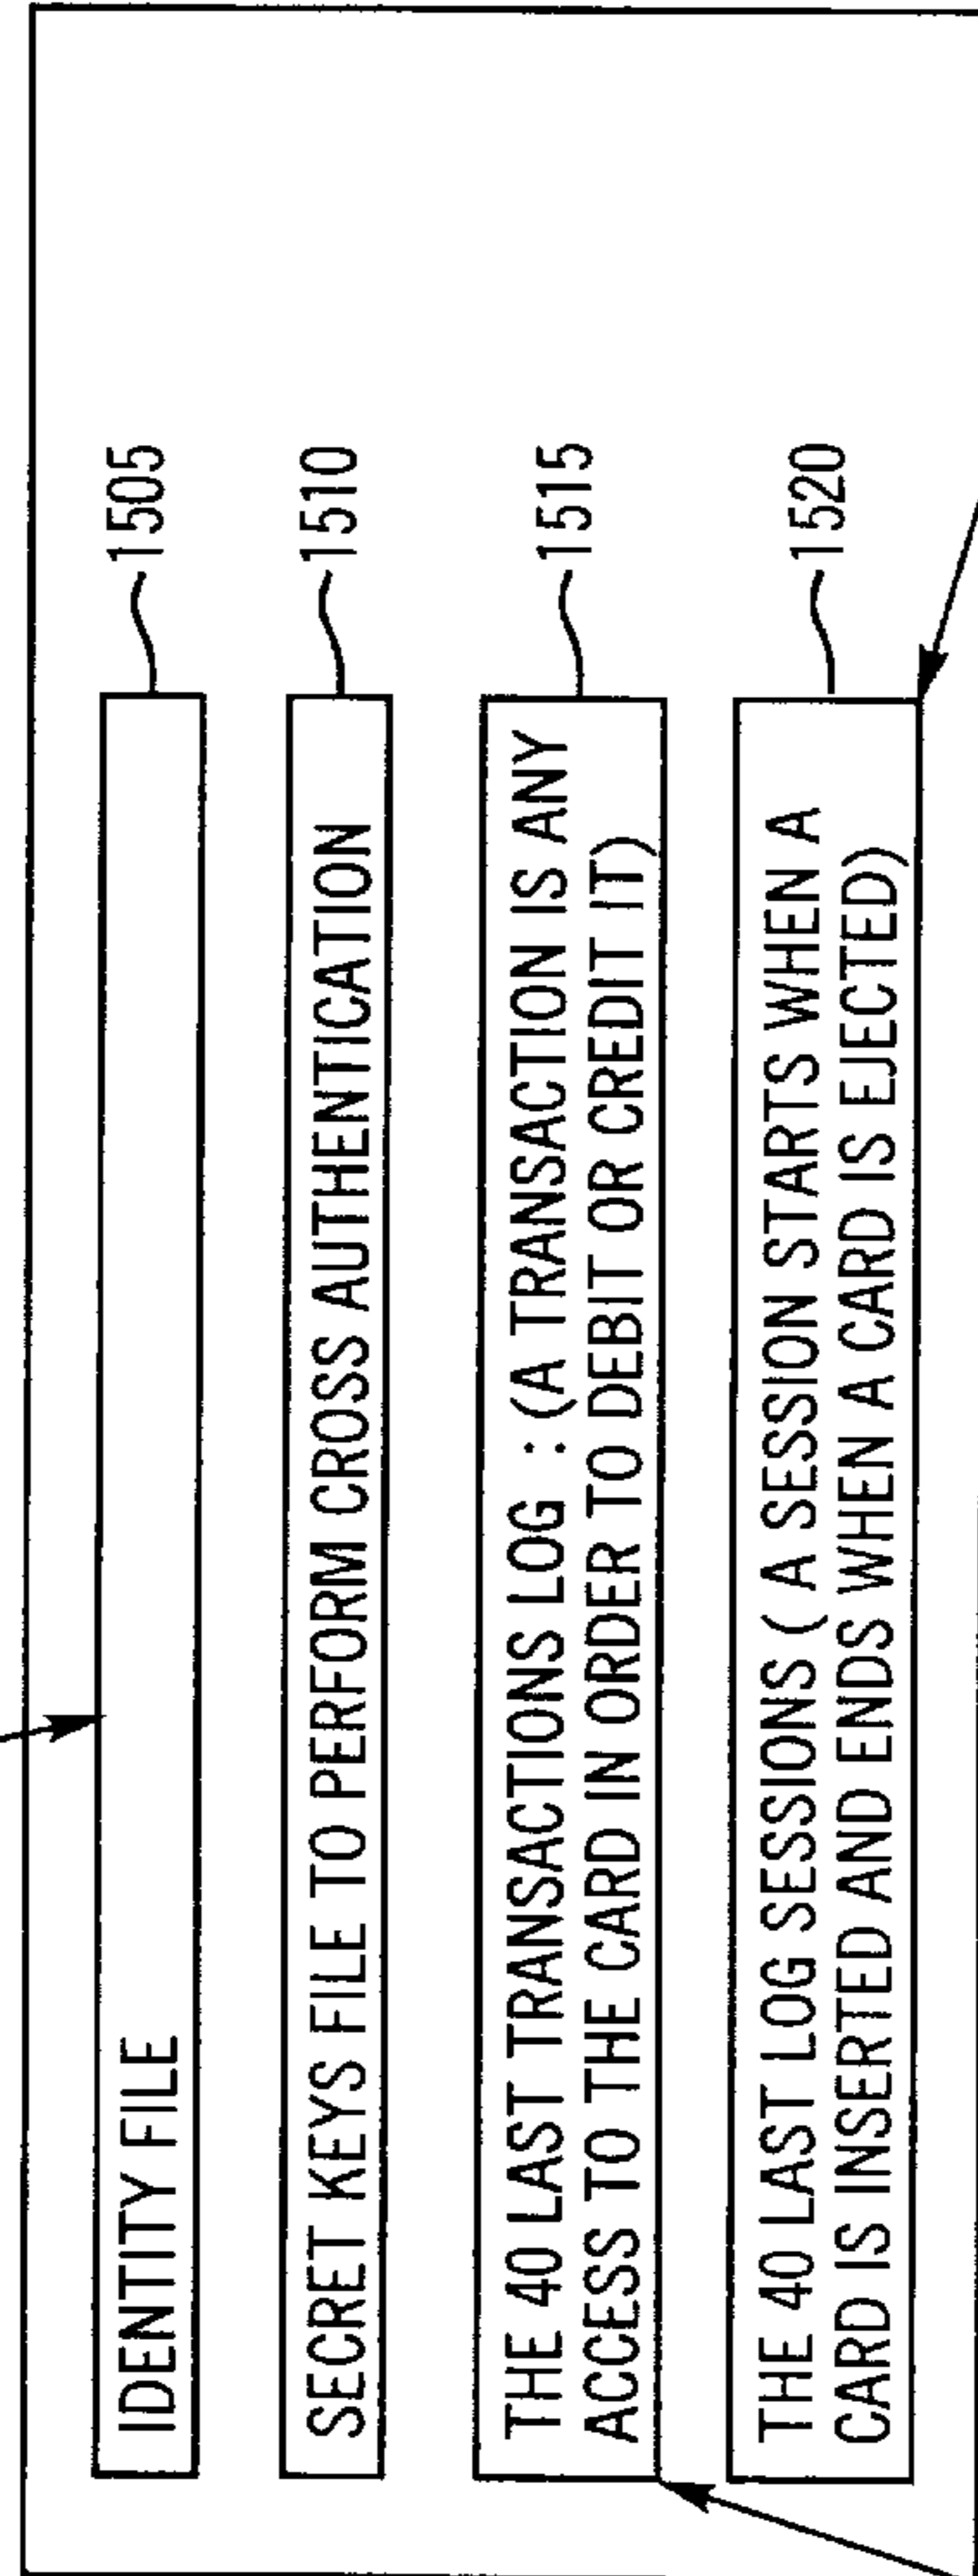 IDENTITY FILE
1505
SECRET KEYS FILE TO PERFORM CROSS AUTHENTICATION
1510
THE 40 LAST TRANSACTIONS LOG : (A TRANSACTION IS ANY
ACCESS TO THE CARD IN ORDER TO DEBIT OR CREDIT IT)
1515
THE 40 LAST LOG SESSIONS ( A SESSION STARTS WHEN A
CARD IS INSERTED AND ENDS WHEN A CARD IS EJECTED)
1520